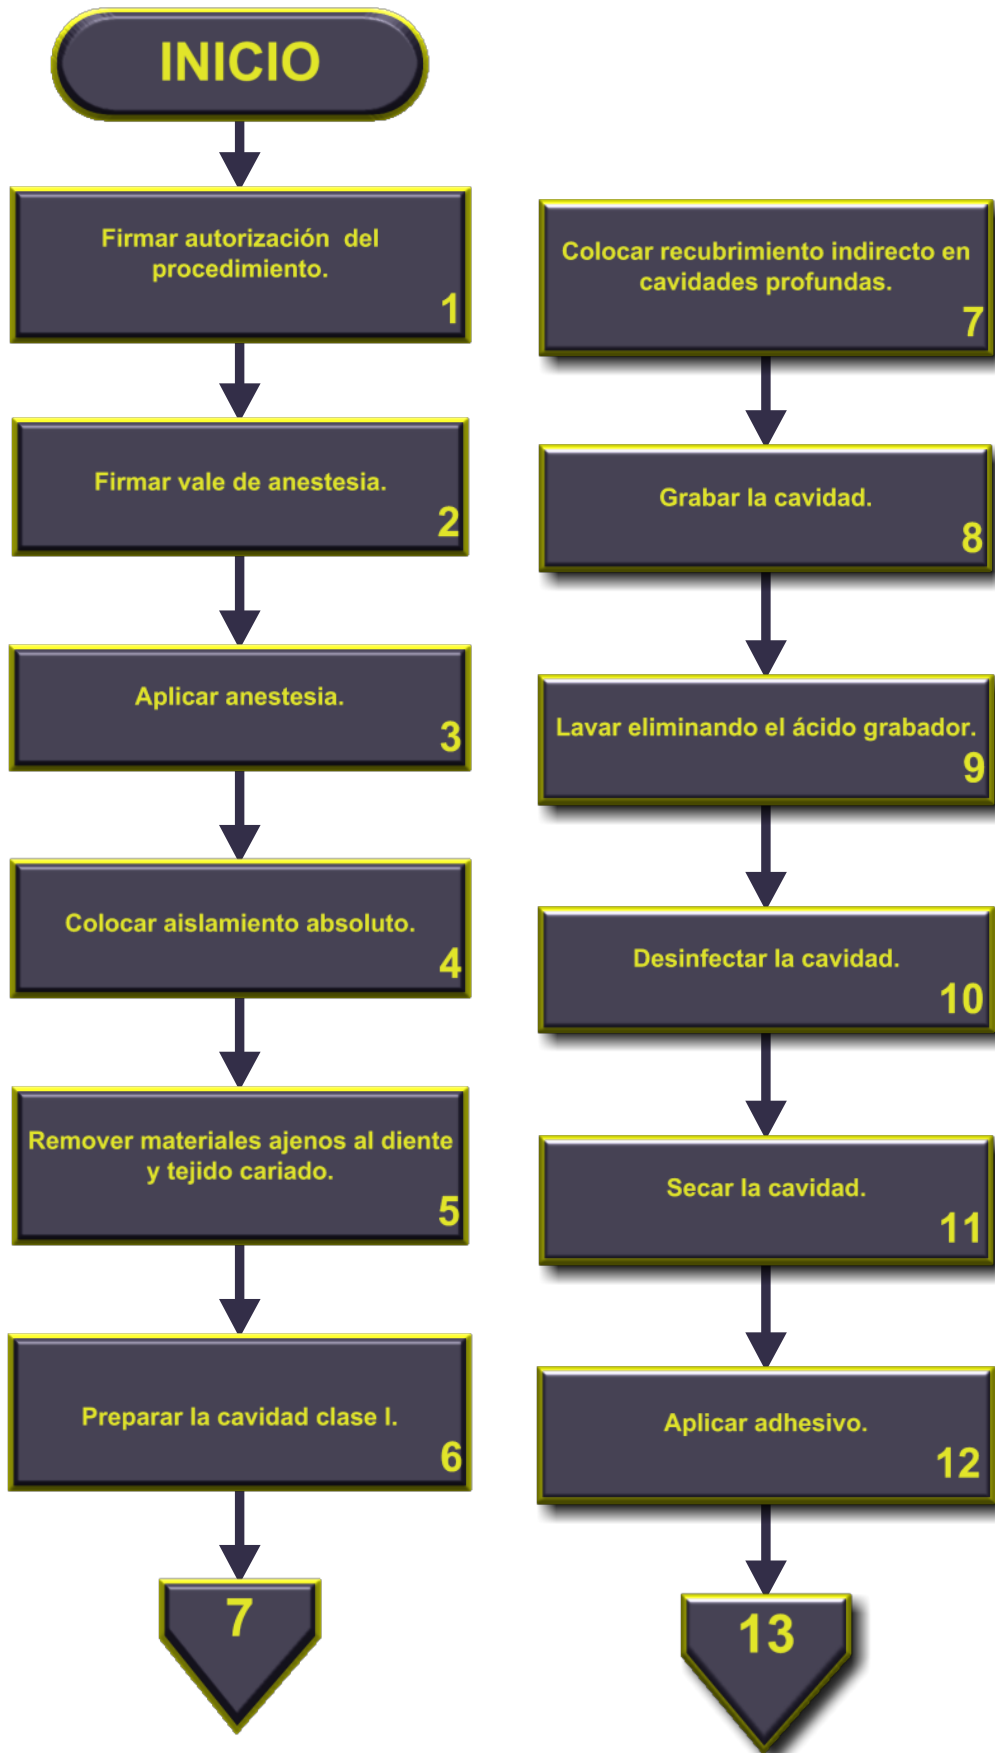 INICIO
Firmar autorización del
procedimiento.
1
Firmar vale de anestesia.
2
Aplicar anestesia.
3
Colocar aislamiento absoluto.
4
Remover materiales ajenos al diente
y tejido cariado.
5
Preparar la cavidad clase I.
6
7
Colocar recubrimiento indirecto en
cavidades profundas.
7
Grabar la cavidad.
8
Lavar eliminando el ácido grabador.
9
Desinfectar la cavidad.
10
Secar la cavidad.
11
Aplicar adhesivo.
12
13